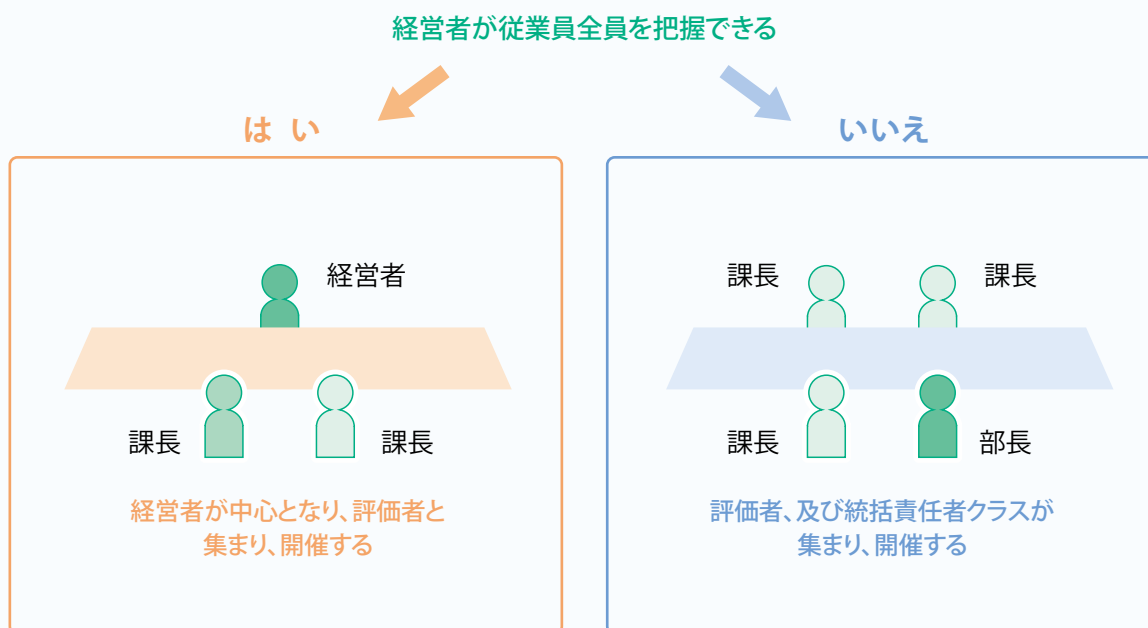 経営者が従業員全員を把握できる
は い
いいえ
経営者
課長
課長
経営者が中心となり、評価者と
集まり、開催する
課長
課長
課長
部長
評価者、及び統括責任者クラスが
集まり、開催する